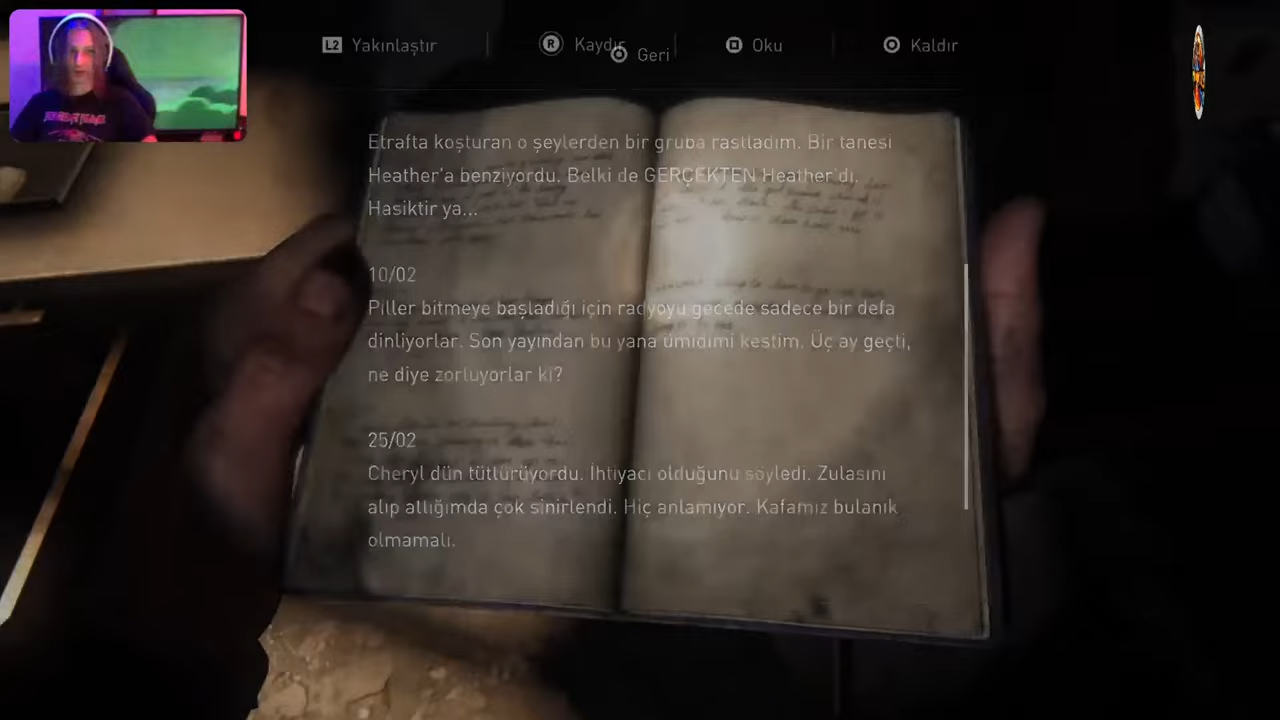 L2 Yakınlaştır
R Kaydır
Geri
Oku
Kaldır
Etrafta koşturan o şeylerden bir gruba rastladım. Bir tanesi
Heather'a benziyordu. Belki de GERÇEKTEN Heather'dı.
Hasiktir ya...
10/02
Piller bitmeye başladığı için radyoyu gecede sadece bir defa
dinliyorlar. Son yayından bu yana ümidimi kestim. Üç ay geçti,
ne diye zorluyorlar ki?
25/02
Cheryl dün tüttürüyordu. İhtiyacı olduğunu söyledi. Zulasını
alıp attığımda çok sinirlendi. Hiç anlamıyor. Kafamız bulanık
olmamalı.